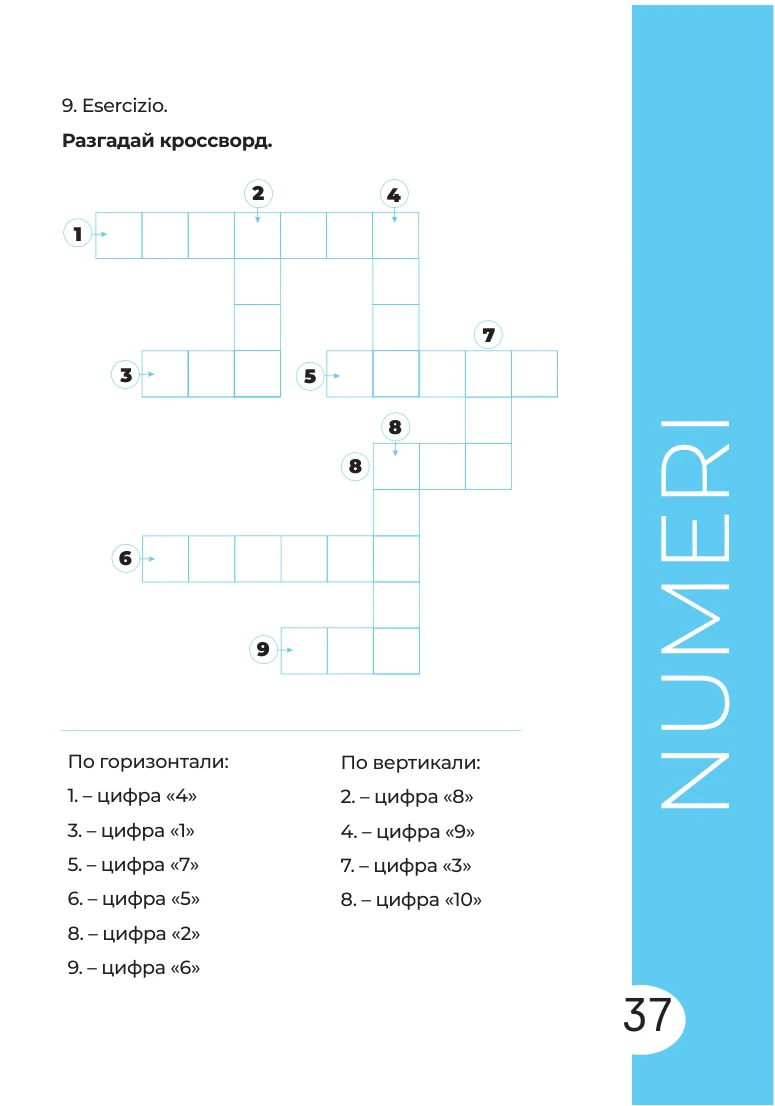 9. Esercizio.
Разгадай кроссворд.
2
4
1
7
3
5
8
8
6
9
По горизонтали:
1. – цифра «4»
3. – цифра «1»
5. – цифра «7»
6. – цифра «5»
8. – цифра «2»
9. – цифра «6»
По вертикали:
2. – цифра «8»
4. – цифра «9»
7. – цифра «3»
8. – цифра «10»
NUMERI
37